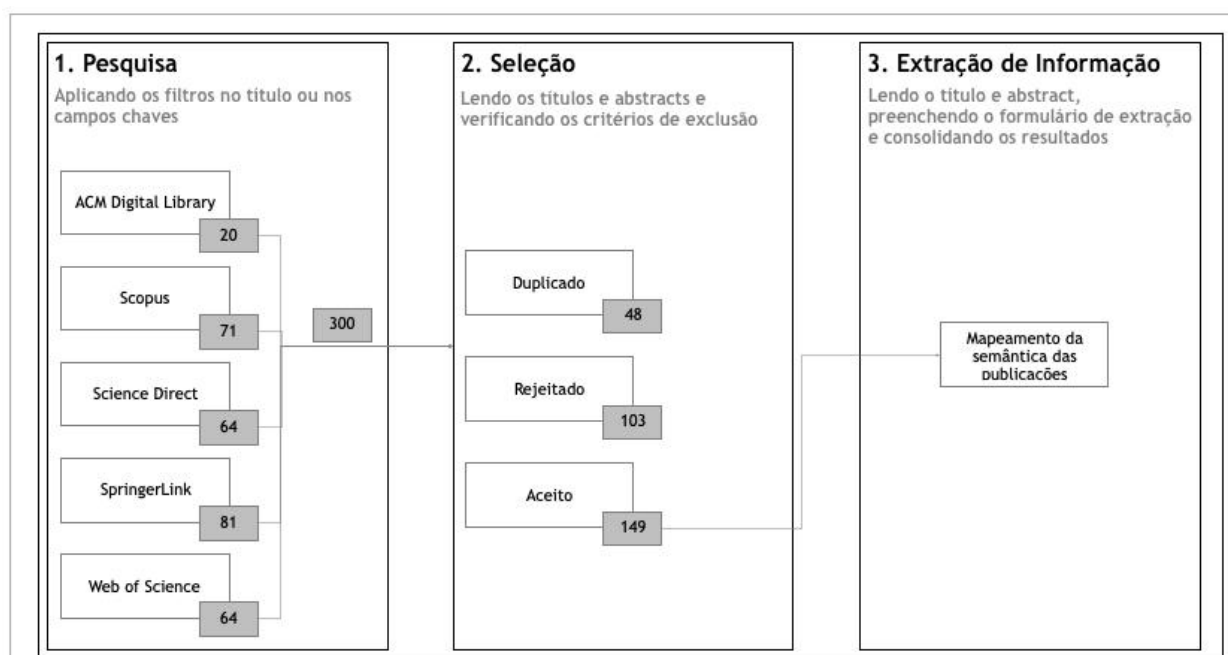 1. Pesquisa
Aplicando os filtros no título ou nos
campos chaves
ACM Digital Library
20
Scopus
71
Science Direct
64
SpringerLink
81
Web of Science
64
300
2. Seleção
Lendo os títulos e abstracts e
verificando os critérios de exclusão
Duplicado
48
Rejeitado
103
Aceito
149
3. Extração de Informação
Lendo o título e abstract,
preenchendo o formulário de extração
e consolidando os resultados
Mapeamento da
semântica das
publicações